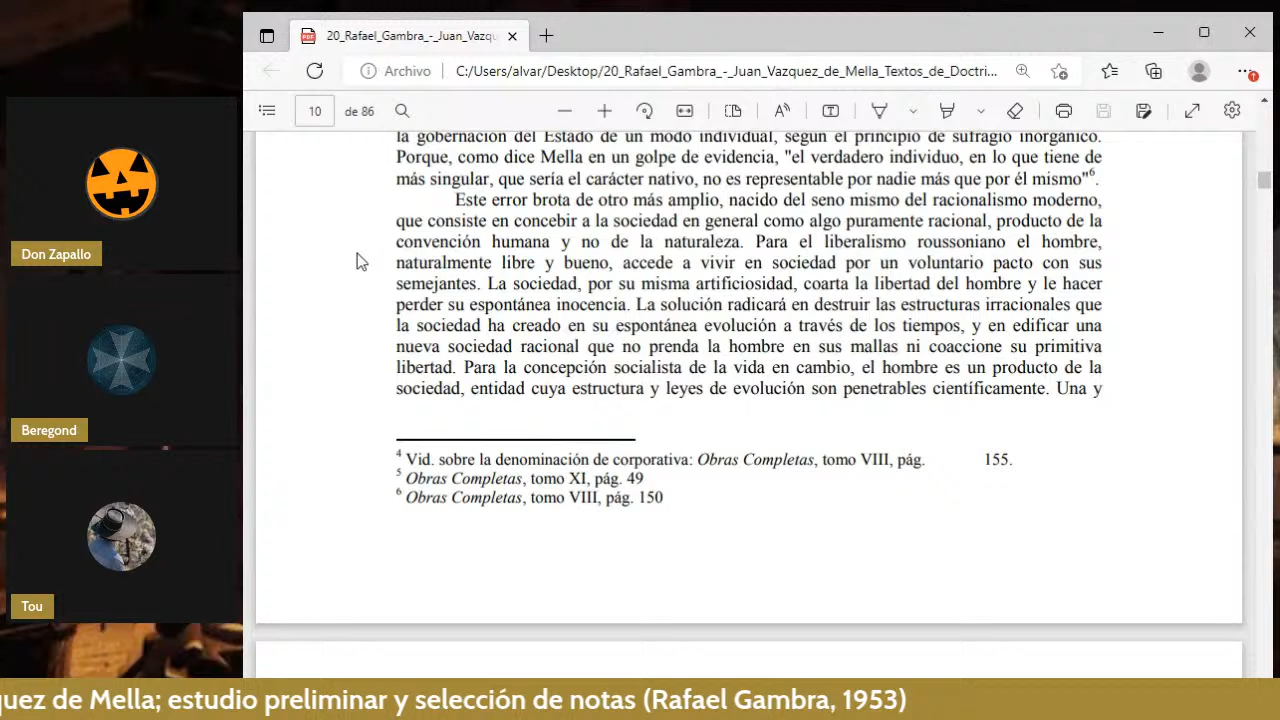 20_Rafael_Gambra_-_Juan_Vazqu
Archivo
C:/Users/alvar/Desktop/20_Rafael_Gambra_-_Juan_Vazquez_de_Mella_Textos_de_Doctri...
10 de 86
la gobernación del Estado de un modo individual, según el principio de sufragio inorgánico.
Porque, como dice Mella en un golpe de evidencia, "el verdadero individuo, en lo que tiene de
más singular, que sería el carácter nativo, no es representable por nadie más que por él mismo"6.
Este error brota de otro más amplio, nacido del seno mismo del racionalismo moderno,
que consiste en concebir a la sociedad en general como algo puramente racional, producto de la
convención humana y no de la naturaleza. Para el liberalismo roussoniano el hombre,
naturalmente libre y bueno, accede a vivir en sociedad por un voluntario pacto con sus
semejantes. La sociedad, por su misma artificiosidad, coarta la libertad del hombre y le hacer
perder su espontánea inocencia. La solución radicará en destruir las estructuras irracionales que
la sociedad ha creado en su espontánea evolución a través de los tiempos, y en edificar una
nueva sociedad racional que no prenda la hombre en sus mallas ni coaccione su primitiva
libertad. Para la concepción socialista de la vida en cambio, el hombre es un producto de la
sociedad, entidad cuya estructura y leyes de evolución son penetrables científicamente. Una y
4 Vid. sobre la denominación de corporativa: Obras Completas, tomo VIII, pág. 155.
5 Obras Completas, tomo XI, pág. 49
6 Obras Completas, tomo VIII, pág. 150
Don Zapallo
Beregond
Tou
quez de Mella; estudio preliminar y selección de notas (Rafael Gambra, 1953)